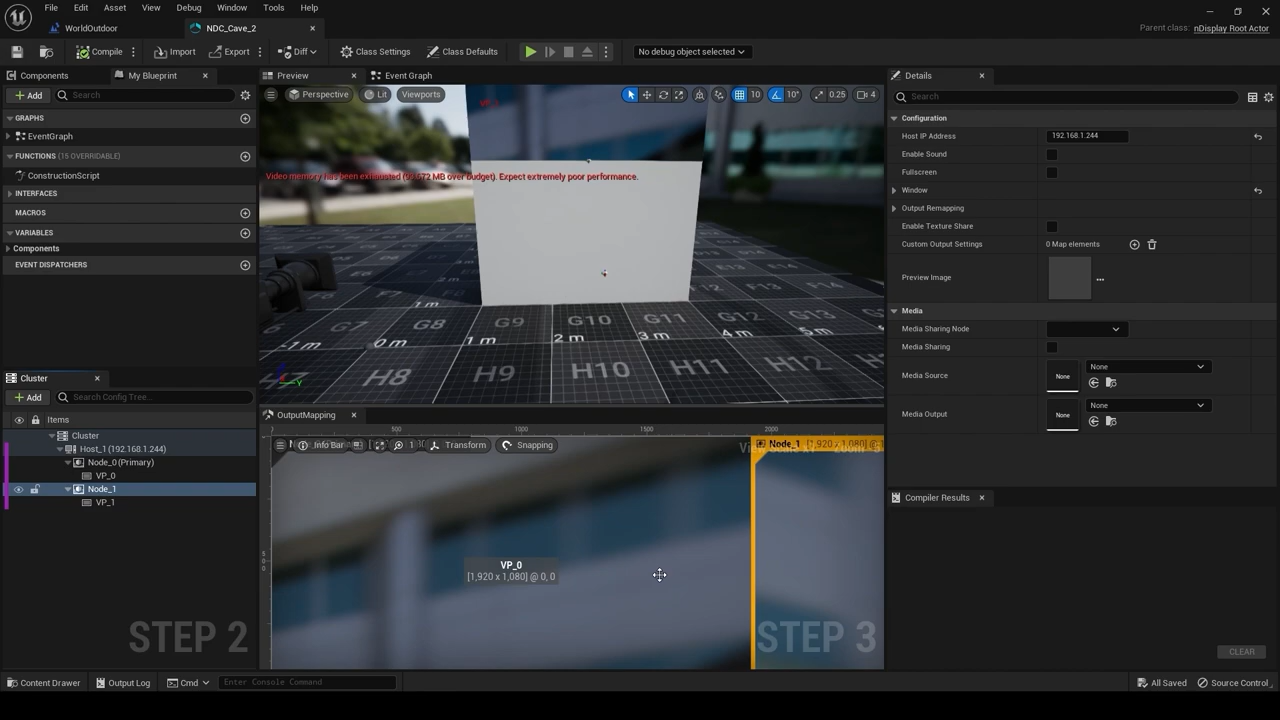 File Edit Asset View Debug Window Tools Help
WorldOutdoor
NDC_Cave_2
Parent class: nDisplay Root Actor
Compile
Import
Export
Diff
Class Settings
Class Defaults
No debug object selected
Components
My Blueprint
Add
Search
GRAPHS
EventGraph
FUNCTIONS (15 OVERRIDABLE)
ConstructionScript
INTERFACES
MACROS
VARIABLES
Components
EVENT DISPATCHERS
Cluster
Add
Search Config Tree...
Items
Cluster
Host_1 (192.168.1.244)
Node_0 (Primary)
VP_0
Node_1
VP_1
STEP 2
Preview
Event Graph
Perspective
Lit
Viewports
10
10°
0.25
4
Expect extremely poor performance.
G7 G8 G9 G10 G11 G12 G13
0 m 1 m 2 m 3 m 4 m 5 m
H8 H9 H10 H11 H12
OutputMapping
500
1000
1500
2000
Info Bar
Transform
Snapping
Node_1
VP_0
[1,920 x 1,080] @ 0, 0
STEP 3
Details
Search
Configuration
Host IP Address 192.168.1.244
Enable Sound
Fullscreen
Window
Output Remapping
Enable Texture Share
Custom Output Settings 0 Map elements
Preview Image
Media
Media Sharing Node
Media Sharing
Media Source None None
Media Output None None
Compiler Results
CLEAR
Content Drawer
Output Log
Cmd
Enter Console Command
All Saved
Source Control